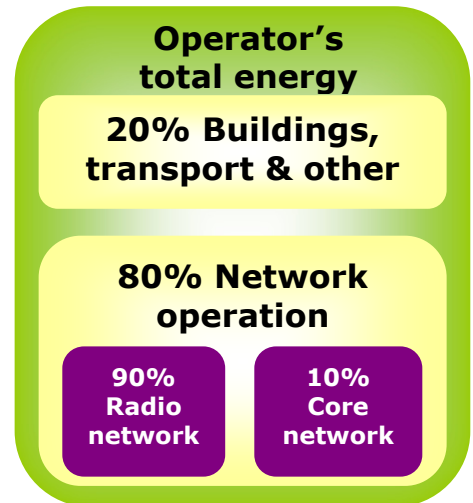 Operator’s
total energy
20% Buildings,
transport & other
80% Network
operation
90%
Radio
network
10%
Core
network